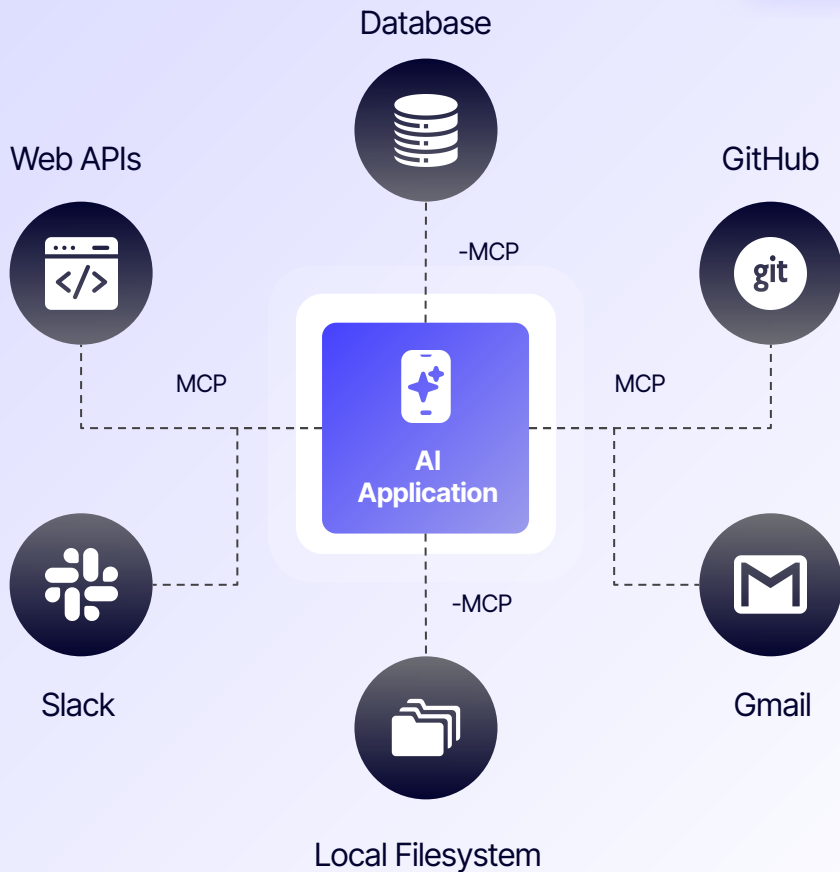 Database
Web APIs
GitHub
git
-MCP
MCP
MCP
AI
Application
-MCP
Slack
Gmail
Local Filesystem